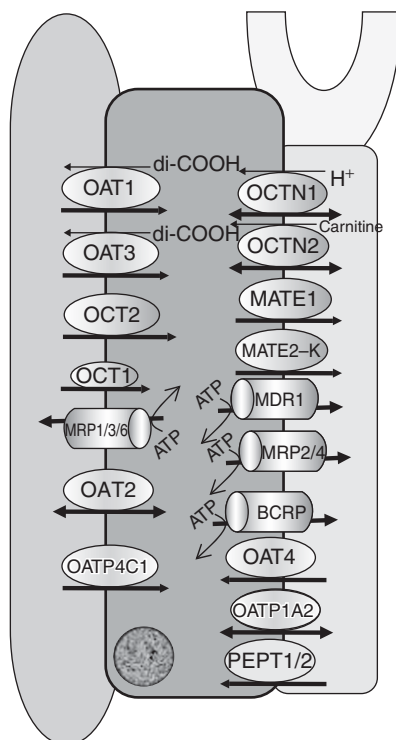 di-COOH
OAT1
di-COOH
OAT3
OCT2
OCT1
MRP1/3/6
ATP
OAT2
OATP4C1
H⁺
OCTN1
Carnitine
OCTN2
MATE1
MATE2–K
ATP
MDR1
ATP
MRP2/4
ATP
BCRP
OAT4
OATP1A2
PEPT1/2